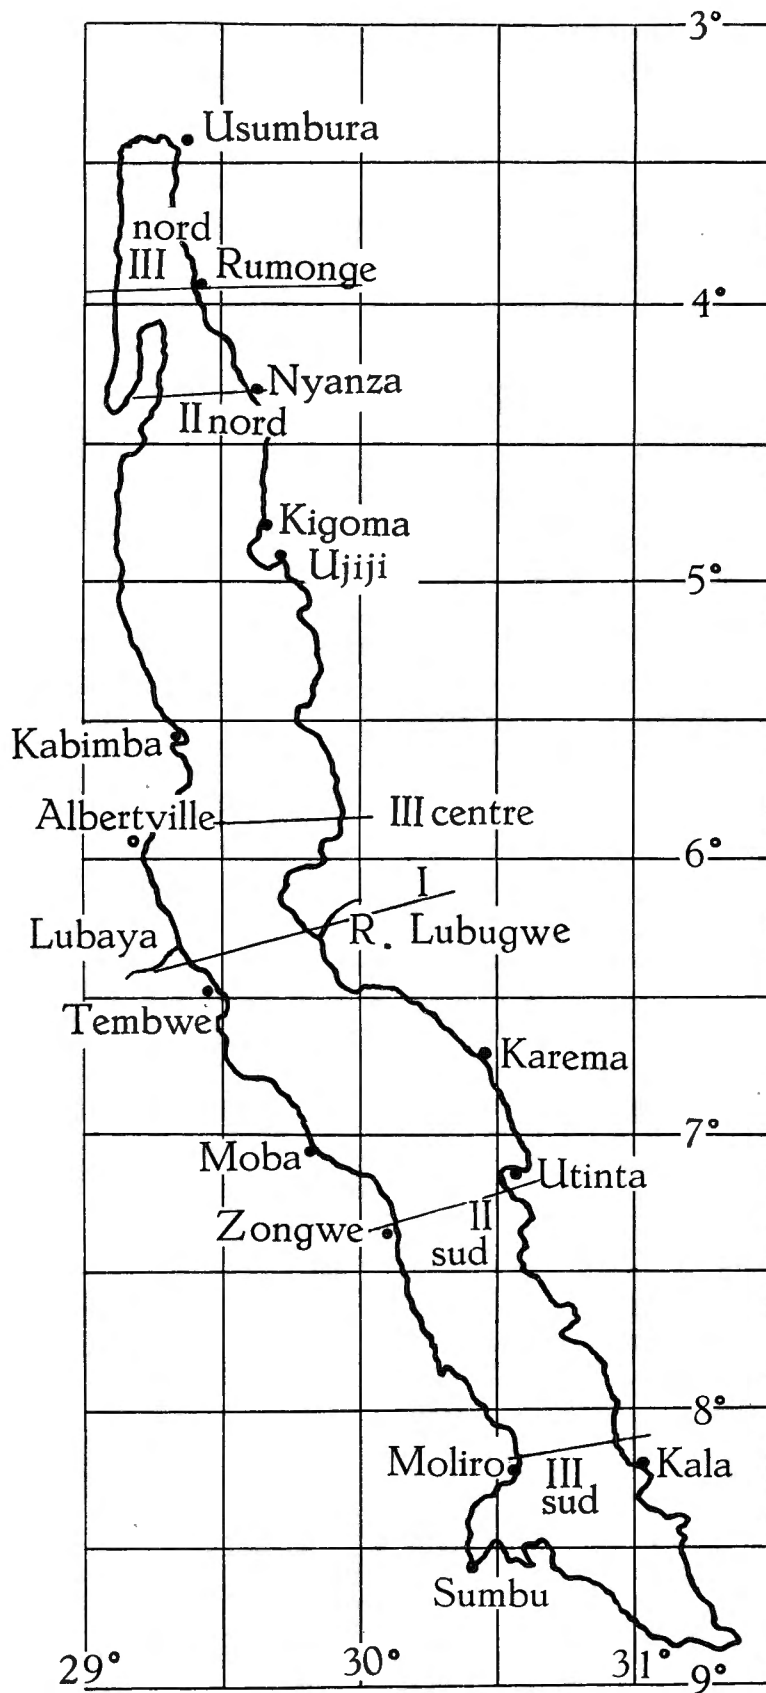 3°
Usumbura
nord
III
Rumonge
4°
Nyanza
II nord
Kigoma
Ujiji
5°
Kabimba
Albertville
III centre
6°
I
Lubaya
R. Lubugwe
Tembwe
Karema
7°
Moba
Utinta
Zongwe
II
sud
8°
Moliro
III
sud
Kala
Sumbu
29°
30°
31°
9°